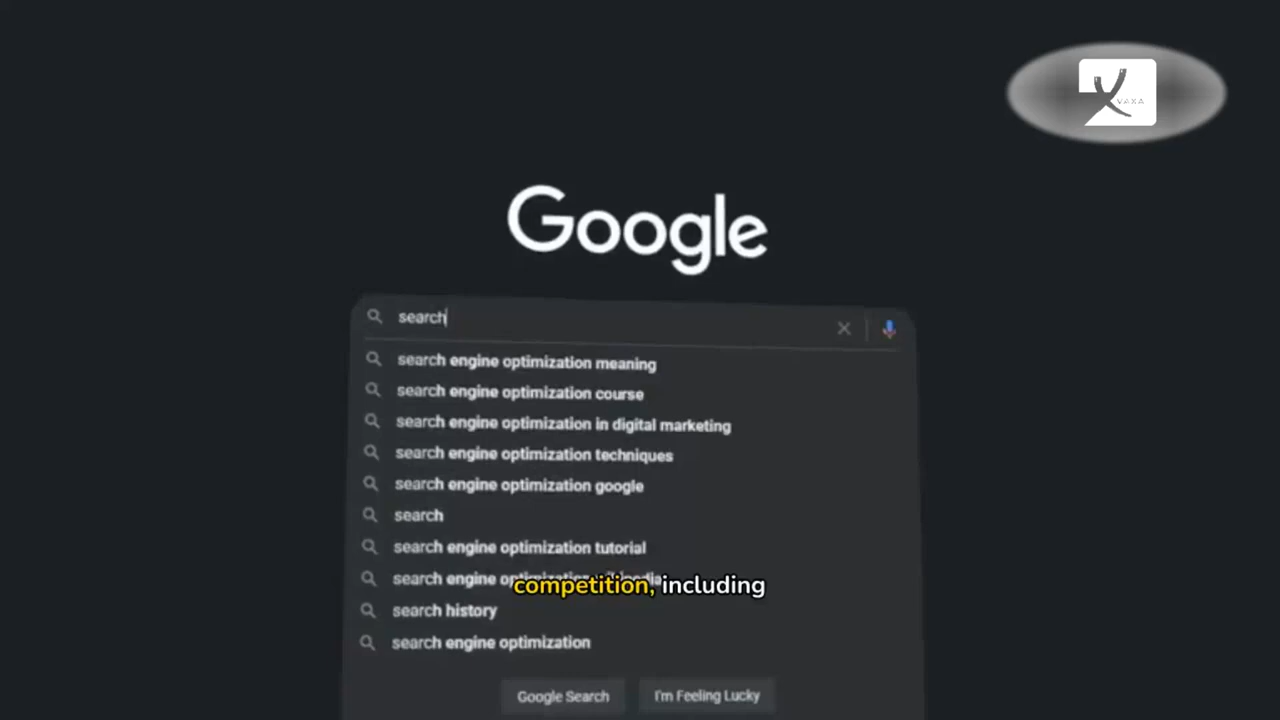 VAXA
Google
search
search engine optimization meaning
search engine optimization course
search engine optimization in digital marketing
search engine optimization techniques
search engine optimization google
search
search engine optimization tutorial
search engine
competition, including
search history
search engine optimization
Google Search
I'm Feeling Lucky